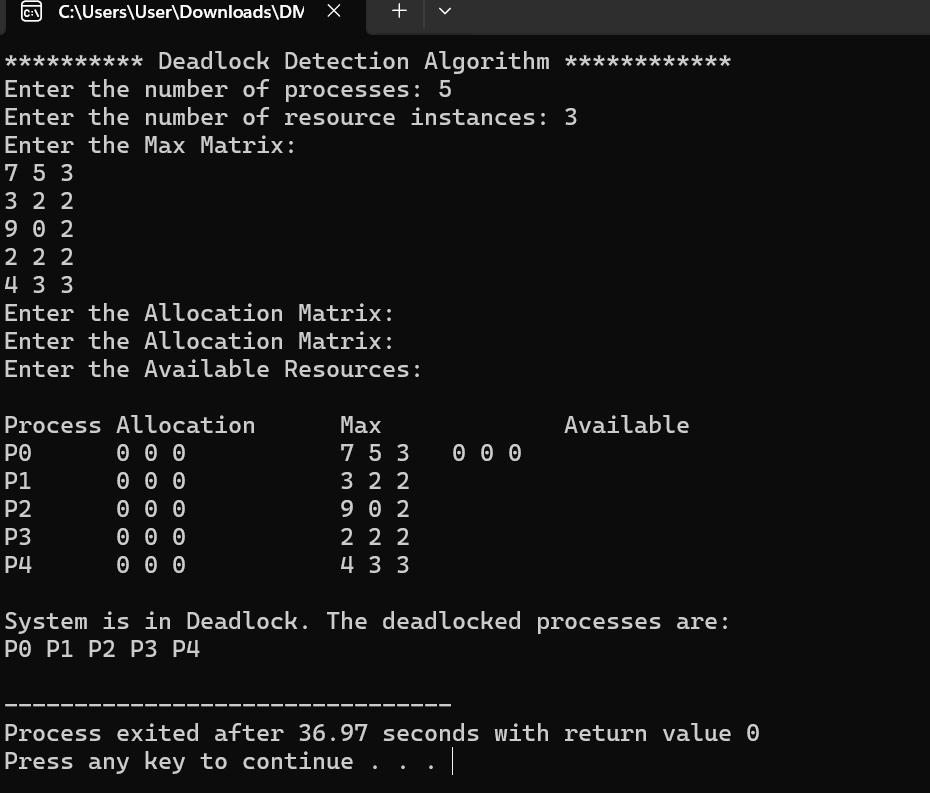 C:\Users\User\Downloads\DM
********** Deadlock Detection Algorithm ************
Enter the number of processes: 5
Enter the number of resource instances: 3
Enter the Max Matrix:
7 5 3
3 2 2
9 0 2
2 2 2
4 3 3
Enter the Allocation Matrix:
Enter the Allocation Matrix:
Enter the Available Resources:
Process Allocation      Max             Available
P0      0 0 0           7 5 3   0 0 0
P1      0 0 0           3 2 2
P2      0 0 0           9 0 2
P3      0 0 0           2 2 2
P4      0 0 0           4 3 3
System is in Deadlock. The deadlocked processes are:
P0 P1 P2 P3 P4
--------------------------------
Process exited after 36.97 seconds with return value 0
Press any key to continue . . .